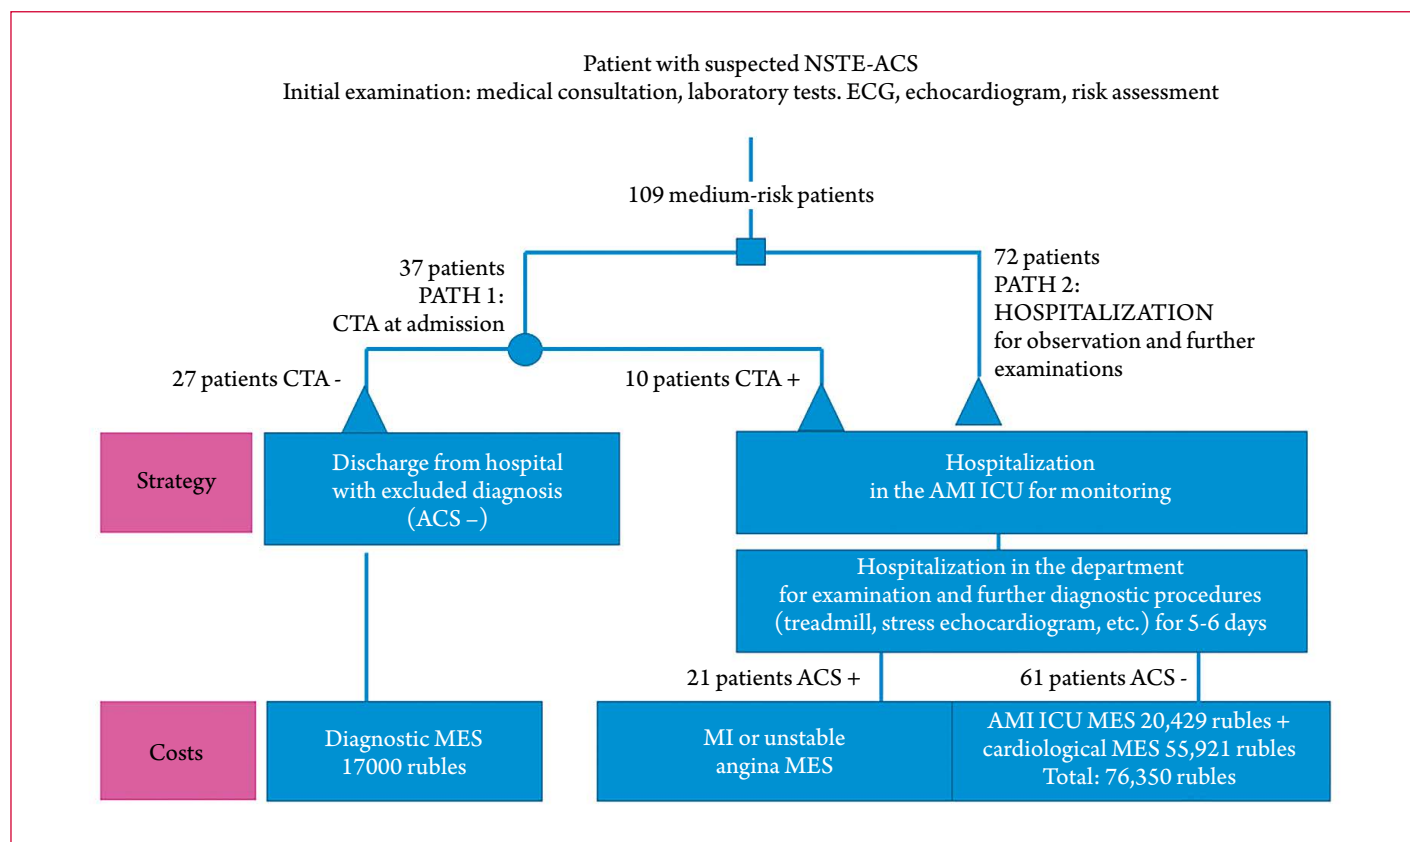 Patient with suspected NSTE-ACS
Initial examination: medical consultation, laboratory tests. ECG, echocardiogram, risk assessment
109 medium-risk patients
37 patients
PATH 1:
CTA at admission
72 patients
PATH 2:
HOSPITALIZATION
for observation and further
examinations
27 patients CTA -
10 patients CTA +
Strategy
Discharge from hospital
with excluded diagnosis
(ACS –)
Hospitalization
in the AMI ICU for monitoring
Hospitalization in the department
for examination and further diagnostic procedures
(treadmill, stress echocardiogram, etc.) for 5-6 days
21 patients ACS +
61 patients ACS -
Costs
Diagnostic MES
17000 rubles
MI or unstable
angina MES
AMI ICU MES 20,429 rubles +
cardiological MES 55,921 rubles
Total: 76,350 rubles